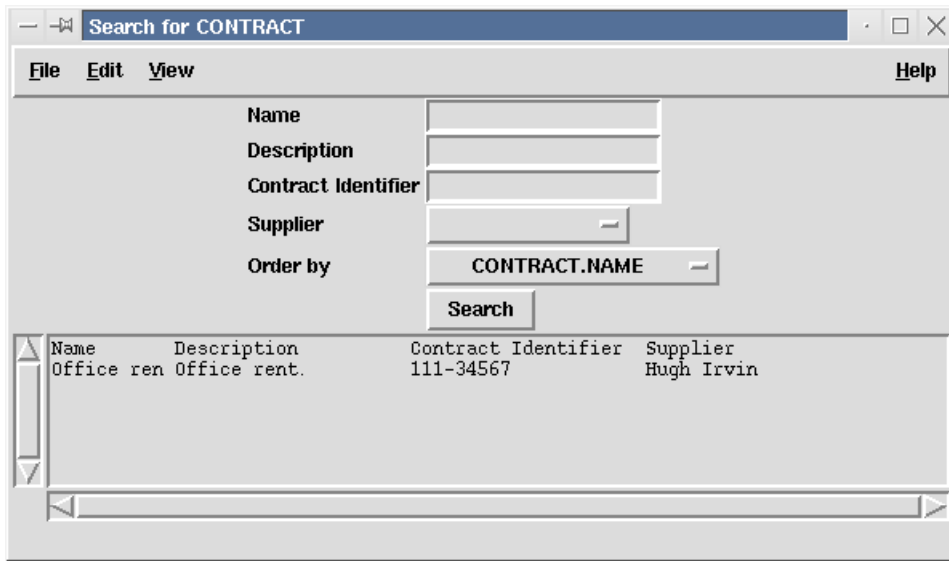 Search for CONTRACT
File Edit View Help
Name
Description
Contract Identifier
Supplier
Order by CONTRACT.NAME
Search
Name Description Contract Identifier Supplier
Office ren Office rent. 111-34567 Hugh Irvin